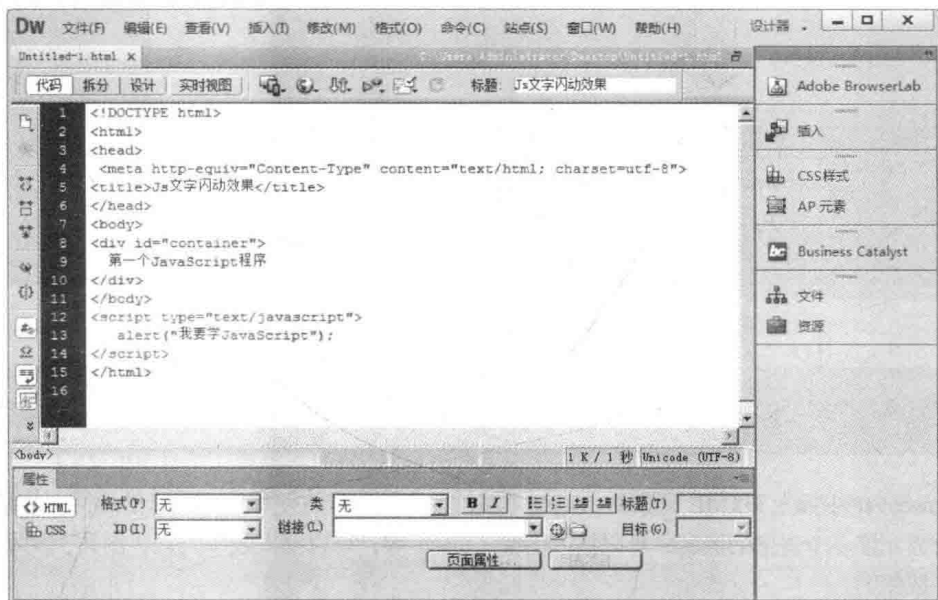 DW 文件(F) 编辑(E) 查看(V) 插入(I) 修改(M) 格式(O) 命令(C) 站点(S) 窗口(W) 帮助(H) 设计器
Untitled-1.html ×
代码 拆分 设计 实时视图 标题: Js文字闪动效果
1 <!DOCTYPE html>
2 <html>
3 <head>
4 <meta http-equiv="Content-Type" content="text/html; charset=utf-8">
5 <title>Js文字闪动效果</title>
6 </head>
7 <body>
8 <div id="container">
9 第一个JavaScript程序
10 </div>
11 </body>
12 <script type="text/javascript">
13 alert("我要学JavaScript");
14 </script>
15 </html>
16
<body> 1 K / 1 秒 Unicode (UTF-8)
属性
<> HTML 格式(F) 无 类 无 B I 标题(T)
CSS ID(I) 无 链接(L) 目标(G)
页面属性...
Adobe BrowserLab
插入
CSS样式
AP 元素
Business Catalyst
文件
资源